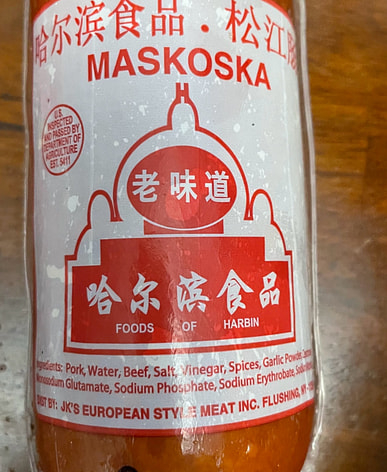 哈尔滨食品·松江肠
MASKOSKA
U.S.
INSPECTED
AND PASSED BY
DEPARTMENT OF
AGRICULTURE
EST. 5411
老味道
哈尔滨食品
FOODS OF HARBIN
Ingredients: Pork, Water, Beef, Salt, Vinegar, Spices, Garlic Powder,
Monosodium Glutamate, Sodium Phosphate, Sodium Erythrobate,
DIST BY: JK'S EUROPEAN STYLE MEAT INC. FLUSHING, NY